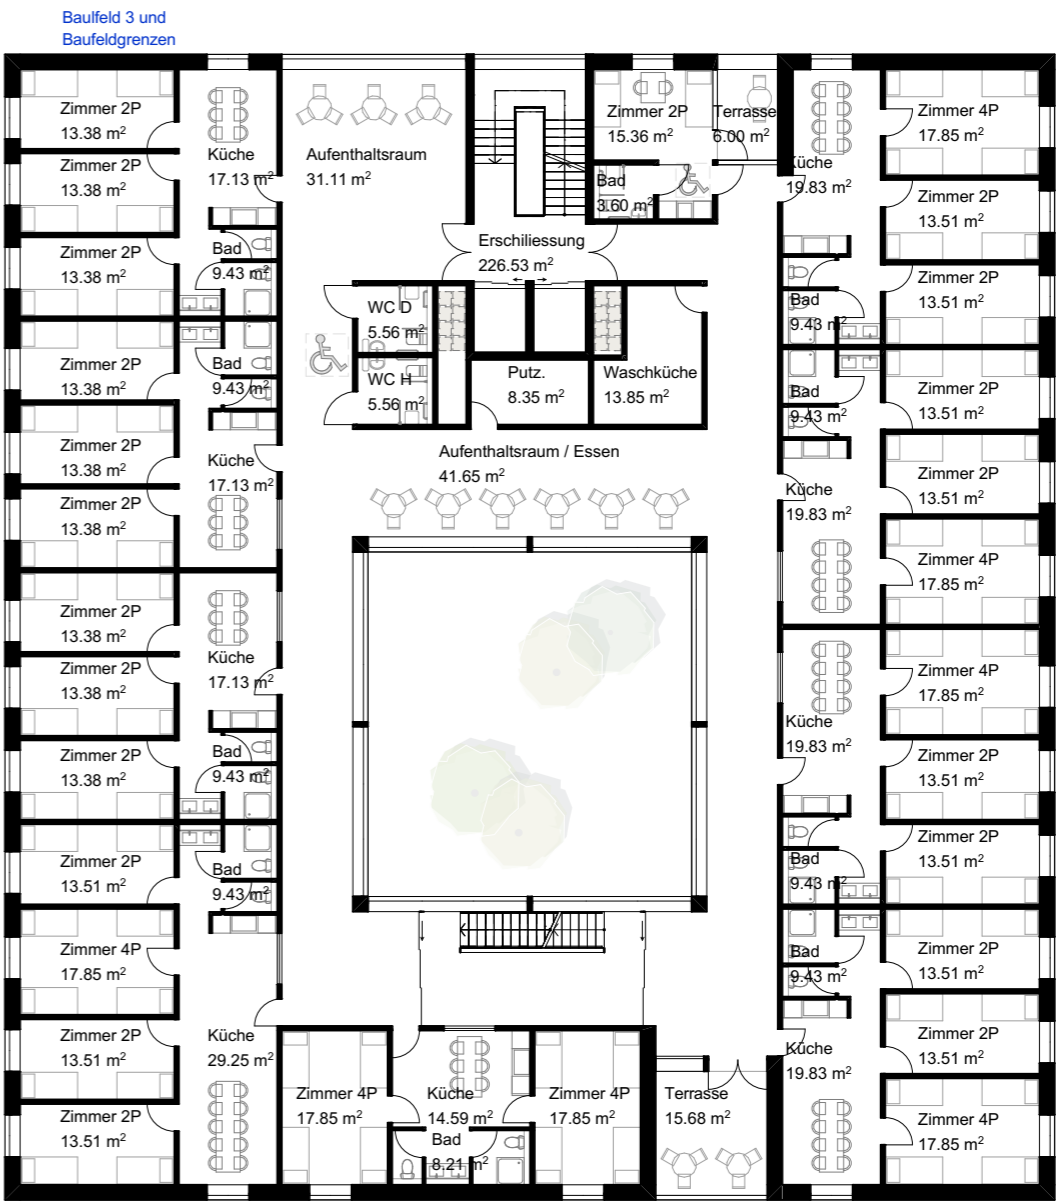 Baulfeld 3 und
Baufeldgrenzen
Zimmer 2P
13.38 m²
Zimmer 2P
13.38 m²
Zimmer 2P
13.38 m²
Zimmer 2P
13.38 m²
Zimmer 2P
13.38 m²
Zimmer 2P
13.38 m²
Zimmer 2P
13.38 m²
Zimmer 2P
13.38 m²
Zimmer 2P
13.38 m²
Zimmer 2P
13.51 m²
Zimmer 4P
17.85 m²
Zimmer 2P
13.51 m²
Zimmer 2P
13.51 m²
Küche
17.13 m²
Bad
9.43 m²
Bad
9.43 m²
Küche
17.13 m²
Küche
17.13 m²
Bad
9.43 m²
Bad
9.43 m²
Küche
29.25 m²
Aufenthaltsraum
31.11 m²
Erschiliessung
226.53 m²
WC D
5.56 m²
WC H
5.56 m²
Putz.
8.35 m²
Waschküche
13.85 m²
Aufenthaltsraum / Essen
41.65 m²
Zimmer 2P
15.36 m²
Terrasse
6.00 m²
Bad
3.60 m²
Zimmer 4P
17.85 m²
Küche
14.59 m²
Bad
8.21 m²
Zimmer 4P
17.85 m²
Terrasse
15.68 m²
Küche
19.83 m²
Bad
9.43 m²
Bad
9.43 m²
Küche
19.83 m²
Küche
19.83 m²
Bad
9.43 m²
Bad
9.43 m²
Küche
19.83 m²
Zimmer 4P
17.85 m²
Zimmer 2P
13.51 m²
Zimmer 2P
13.51 m²
Zimmer 2P
13.51 m²
Zimmer 2P
13.51 m²
Zimmer 4P
17.85 m²
Zimmer 4P
17.85 m²
Zimmer 2P
13.51 m²
Zimmer 2P
13.51 m²
Zimmer 2P
13.51 m²
Zimmer 2P
13.51 m²
Zimmer 4P
17.85 m²